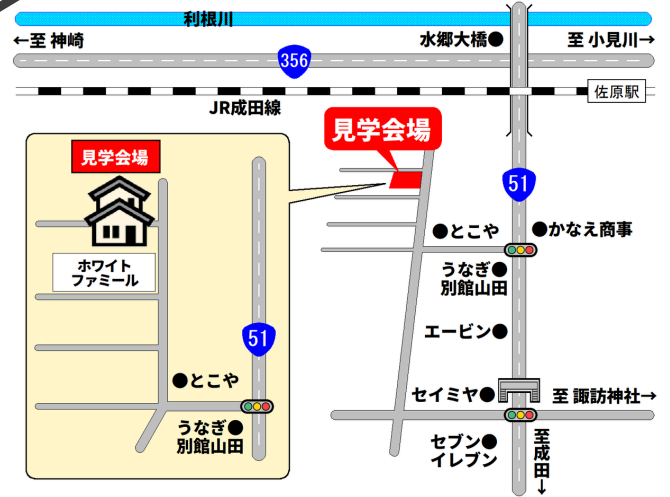 利根川
←至 神崎
水郷大橋●
至 小見川→
356
佐原駅
JR成田線
見学会場
51
●とこや
●かなえ商事
うなぎ●
別館山田
エービン●
セイミヤ●
至 諏訪神社→
セブン●
イレブン
至成田→
見学会場
ホワイト
ファミール
51
●とこや
うなぎ●
別館山田